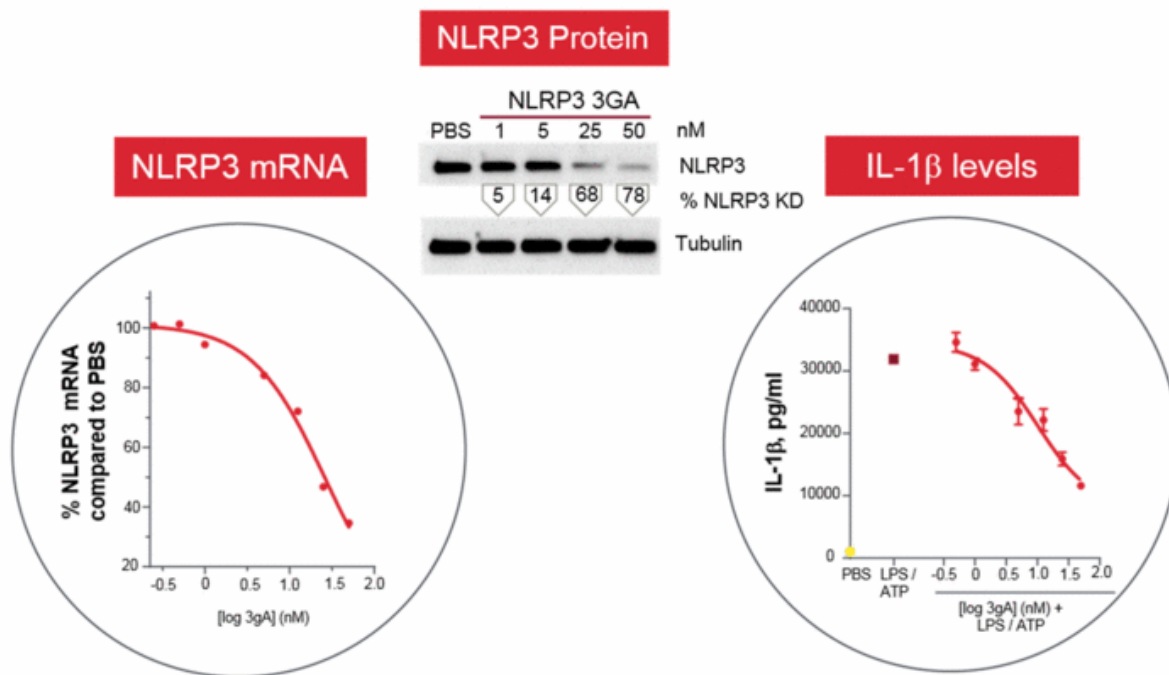 NLRP3 Protein
NLRP3 3GA
PBS 1 5 25 50 nM
NLRP3
5 14 68 78 % NLRP3 KD
Tubulin
NLRP3 mRNA
% NLRP3 mRNA
compared to PBS
100
80
60
40
20
-0.5 0 0.5 1.0 1.5 2.0
[log 3gA] (nM)
IL-1β levels
IL-1β, pg/ml
40000
30000
20000
10000
0
PBS LPS / ATP -0.5 0 0.5 1.0 1.5 2.0
[log 3gA] (nM) +
LPS / ATP